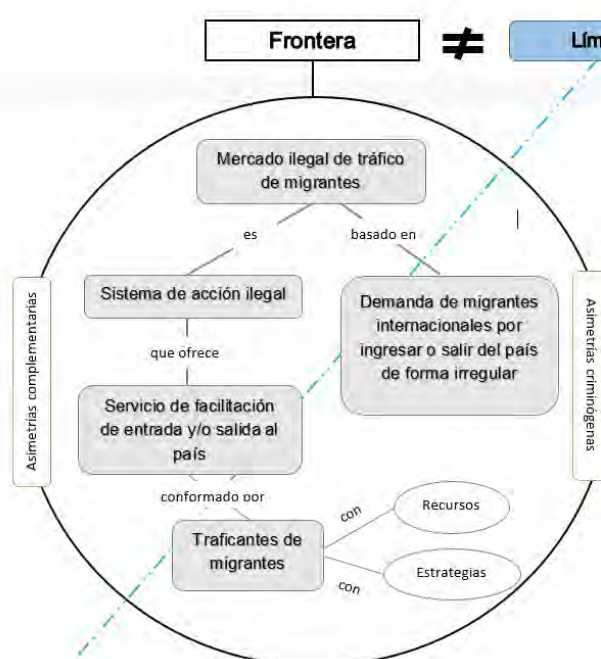 Frontera
≠
Lím
Mercado ilegal de tráfico
de migrantes
es
basado en
Sistema de acción ilegal
Demanda de migrantes
internacionales por
ingresar o salir del país
de forma irregular
que ofrece
Servicio de facilitación
de entrada y/o salida al
país
conformado por
Traficantes de
migrantes
con
Recursos
con
Estrategias
Asimetrías complementarias
Asimetrías criminógenas